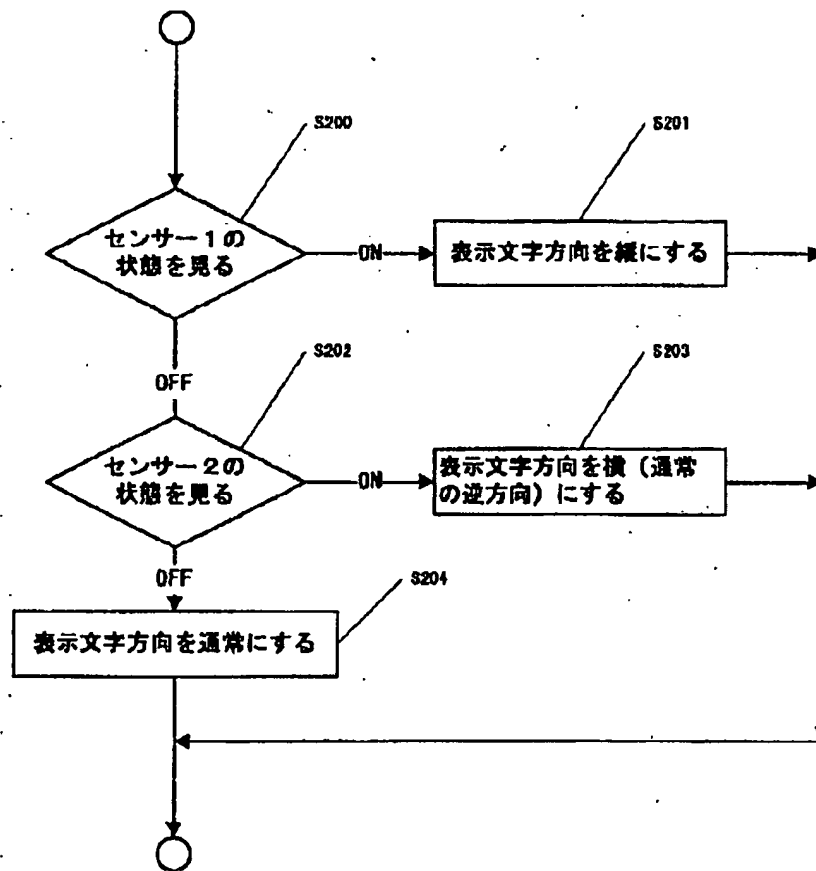 S200
S201
センサー1の
状態を見る
ON
表示文字方向を縦にする
OFF
S202
S203
センサー2の
状態を見る
ON
表示文字方向を横（通常
の逆方向）にする
OFF
S204
表示文字方向を通常にする